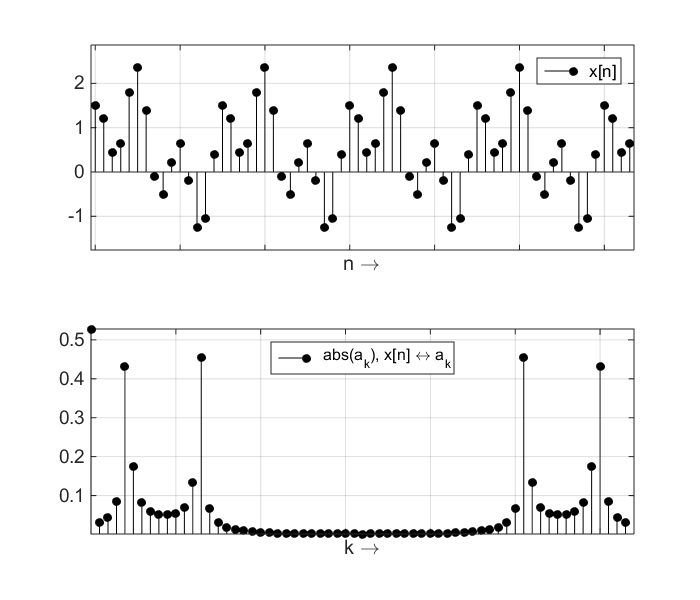 2
x[n]
1
0
-1
n →
0.5
abs(a_k), x[n] ↔ a_k
0.4
0.3
0.2
0.1
k →